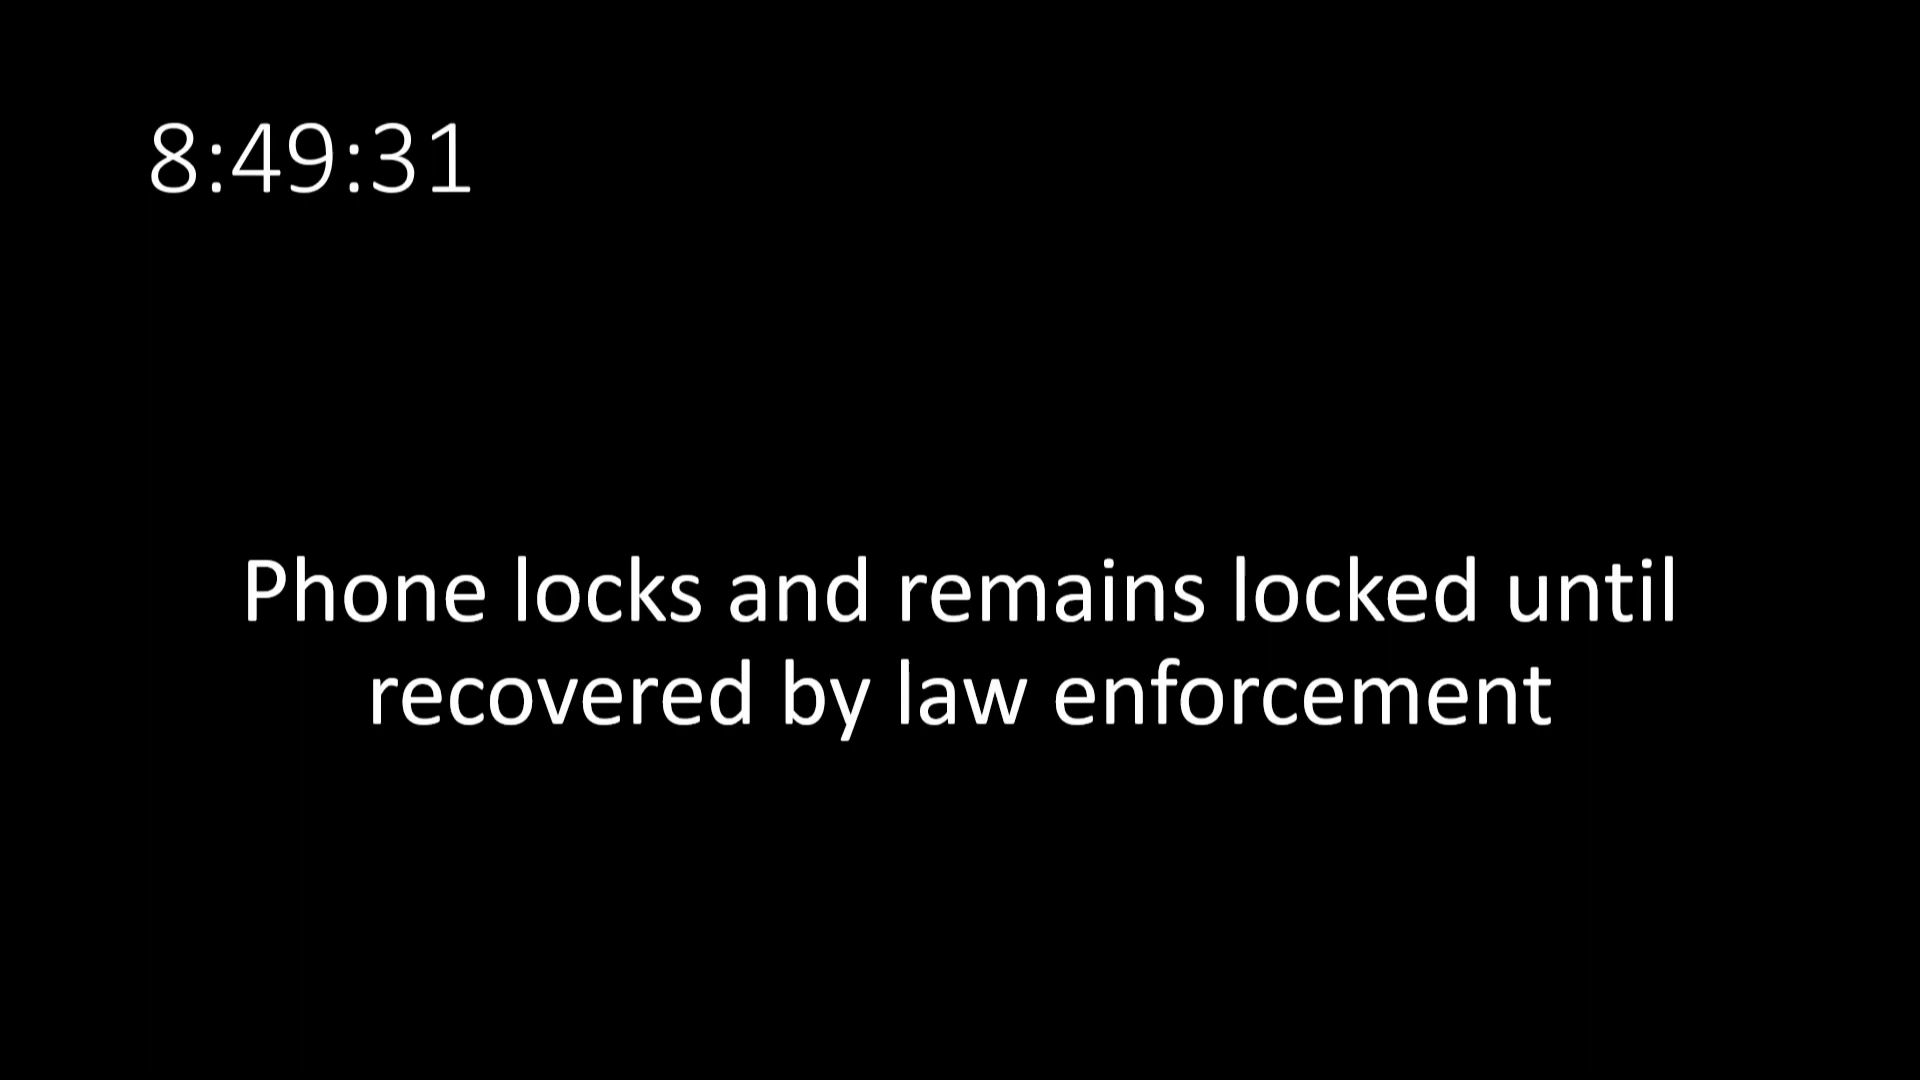 8:49:31
Phone locks and remains locked until
recovered by law enforcement